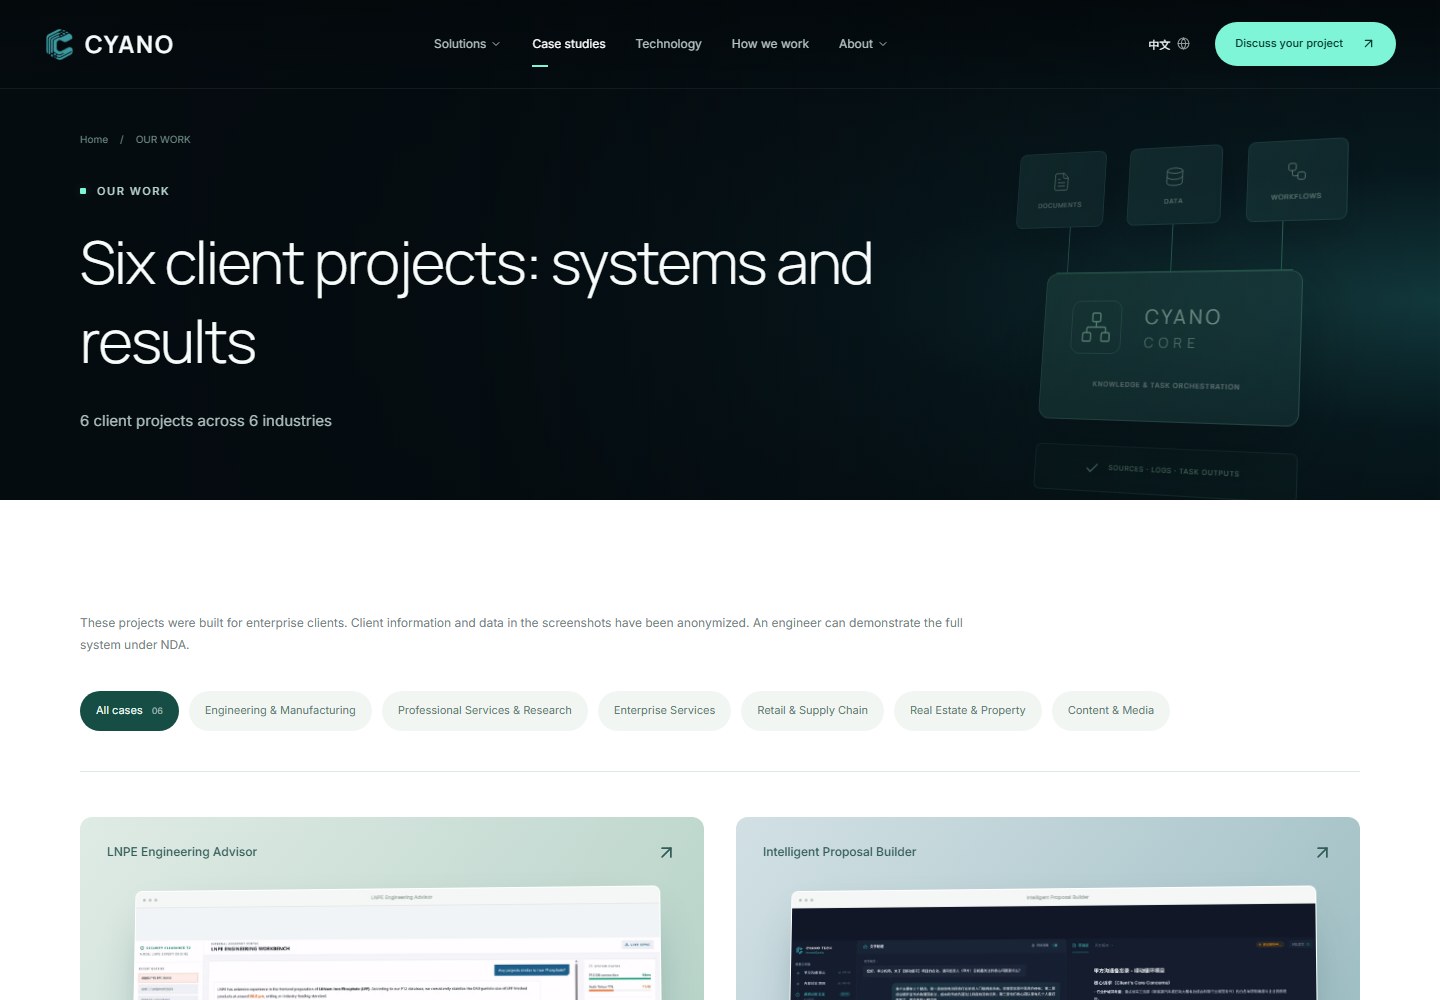 CYANO
Solutions
Case studies
Technology
How we work
About
中文
Discuss your project
Home / OUR WORK
OUR WORK
Six client projects: systems and
results
6 client projects across 6 industries
DOCUMENTS
DATA
WORKFLOWS
CYANO
CORE
KNOWLEDGE & TASK ORCHESTRATION
SOURCES · LOGS · TASK OUTPUTS
These projects were built for enterprise clients. Client information and data in the screenshots have been anonymized. An engineer can demonstrate the full
system under NDA.
All cases 06
Engineering & Manufacturing
Professional Services & Research
Enterprise Services
Retail & Supply Chain
Real Estate & Property
Content & Media
LNPE Engineering Advisor
LNPE Engineering Advisor
LNPE ENGINEERING WORKBENCH
Intelligent Proposal Builder
Intelligent Proposal Builder